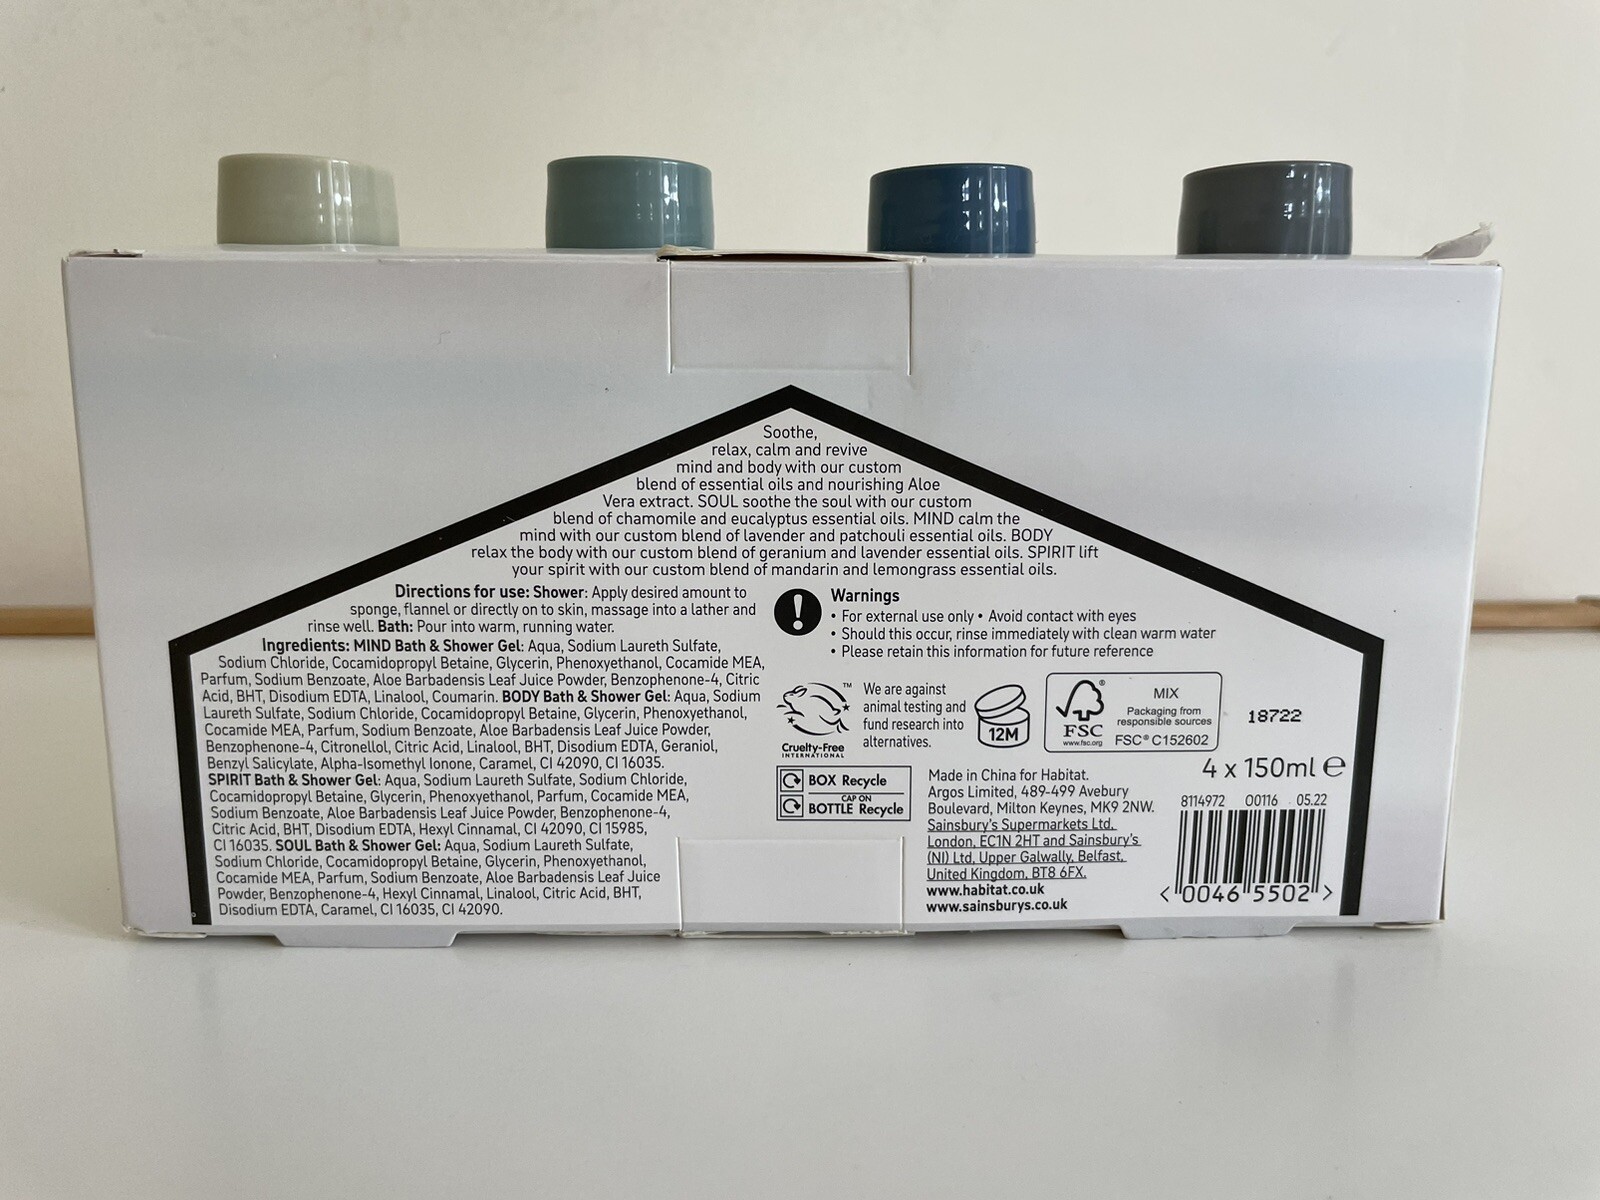 Soothe,
relax, calm and revive
mind and body with our custom
blend of essential oils and nourishing Aloe
Vera extract. SOUL soothe the soul with our custom
blend of chamomile and eucalyptus essential oils. MIND calm the
mind with our custom blend of lavender and patchouli essential oils. BODY
relax the body with our custom blend of geranium and lavender essential oils. SPIRIT lift
your spirit with our custom blend of mandarin and lemongrass essential oils.
Directions for use: Shower: Apply desired amount to
sponge, flannel or directly on to skin, massage into a lather and
rinse well. Bath: Pour into warm, running water.
Ingredients: MIND Bath & Shower Gel: Aqua, Sodium Laureth Sulfate,
Sodium Chloride, Cocamidopropyl Betaine, Glycerin, Phenoxyethanol, Cocamide MEA,
Parfum, Sodium Benzoate, Aloe Barbadensis Leaf Juice Powder, Benzophenone-4, Citric
Acid, BHT, Disodium EDTA, Linalool, Coumarin. BODY Bath & Shower Gel: Aqua, Sodium
Laureth Sulfate, Sodium Chloride, Cocamidopropyl Betaine, Glycerin, Phenoxyethanol,
Cocamide MEA, Parfum, Sodium Benzoate, Aloe Barbadensis Leaf Juice Powder,
Benzophenone-4, Citronellol, Citric Acid, Linalool, BHT, Disodium EDTA, Geraniol,
Benzyl Salicylate, Alpha-Isomethyl Ionone, Caramel, CI 42090, CI 16035.
SPIRIT Bath & Shower Gel: Aqua, Sodium Laureth Sulfate, Sodium Chloride,
Cocamidopropyl Betaine, Glycerin, Phenoxyethanol, Parfum, Cocamide MEA,
Sodium Benzoate, Aloe Barbadensis Leaf Juice Powder, Benzophenone-4,
Citric Acid, BHT, Disodium EDTA, Hexyl Cinnamal, CI 42090, CI 15985,
CI 16035. SOUL Bath & Shower Gel: Aqua, Sodium Laureth Sulfate,
Sodium Chloride, Cocamidopropyl Betaine, Glycerin, Phenoxyethanol,
Cocamide MEA, Parfum, Sodium Benzoate, Aloe Barbadensis Leaf Juice
Powder, Benzophenone-4, Hexyl Cinnamal, Linalool, Citric Acid, BHT,
Disodium EDTA, Caramel, CI 16035, CI 42090.
! Warnings
• For external use only • Avoid contact with eyes
• Should this occur, rinse immediately with clean warm water
• Please retain this information for future reference
TM
Cruelty-Free
INTERNATIONAL
We are against
animal testing and
fund research into
alternatives.
12M
®
FSC
www.fsc.org
MIX
Packaging from
responsible sources
FSC® C152602
18722
BOX Recycle
CAP ON
BOTTLE Recycle
Made in China for Habitat.
Argos Limited, 489-499 Avebury
Boulevard, Milton Keynes, MK9 2NW.
Sainsbury's Supermarkets Ltd,
London, EC1N 2HT and Sainsbury's
(NI) Ltd, Upper Galwally, Belfast,
United Kingdom, BT8 6FX.
www.habitat.co.uk
www.sainsburys.co.uk
4 x 150ml ℮
8114972 00116 05.22
< 0046 5502 >